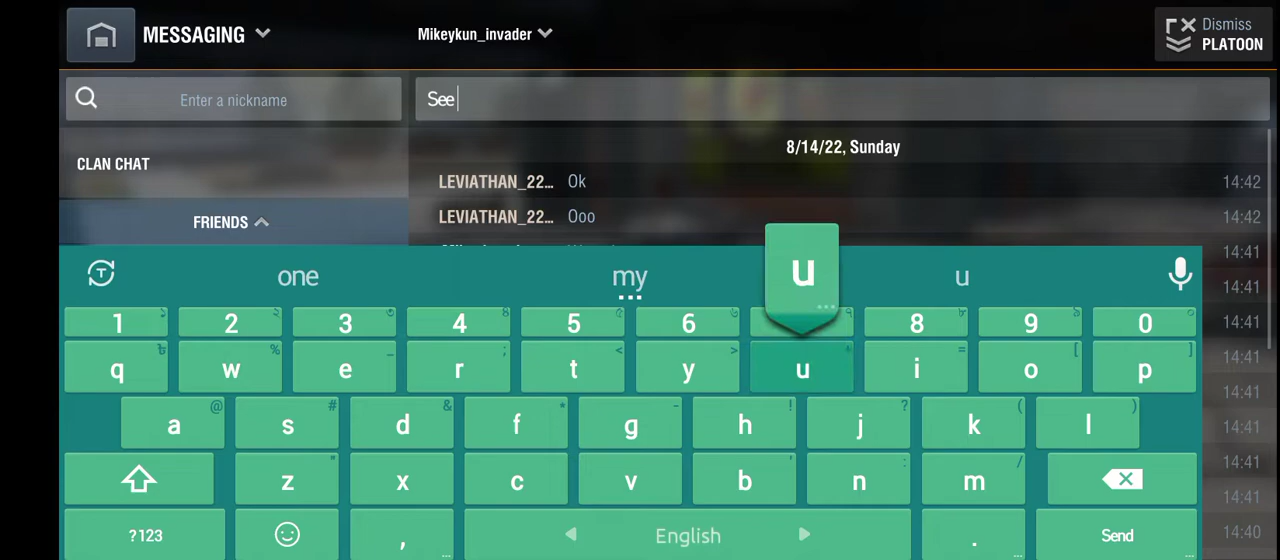 MESSAGING
Mikeykun_invader
Dismiss
PLATOON
Enter a nickname
See
8/14/22, Sunday
CLAN CHAT
LEVIATHAN_22... Ok 14:42
FRIENDS
LEVIATHAN_22... Ooo 14:42
14:41
14:41
14:41
14:41
14:41
14:41
14:41
14:41
14:40
one my u u
1 2 3 4 5 6 8 9 0
q w e r t y u i o p
a s d f g h j k l
z x c v b n m
?123 , English . Send